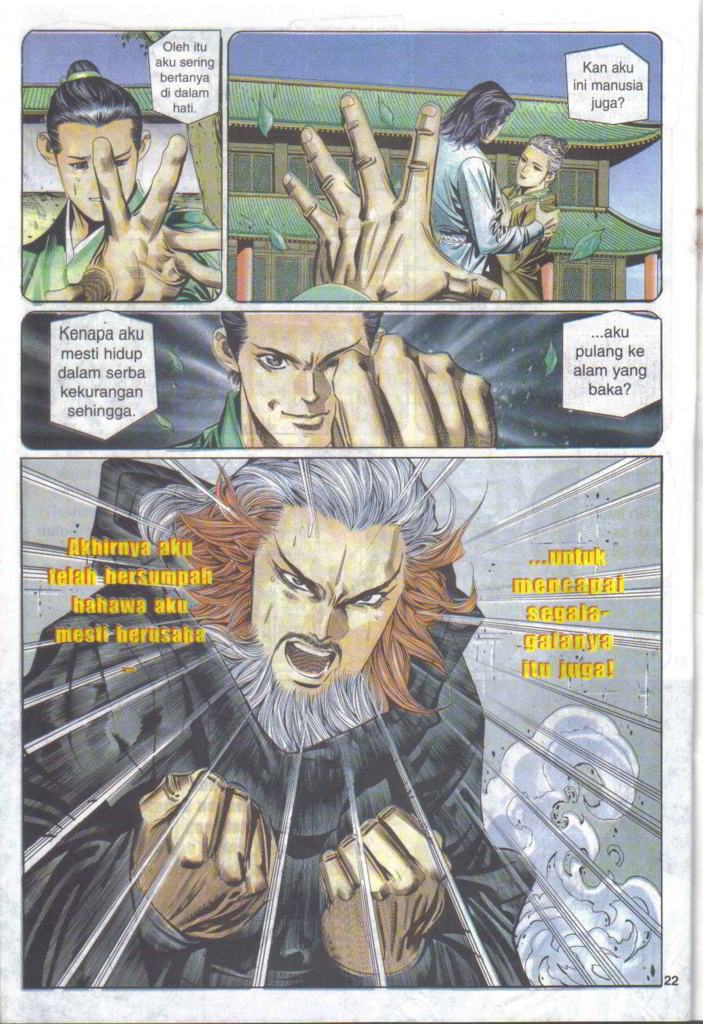 Oleh itu
aku sering
bertanya
di dalam
hati.
Kan aku
ini manusia
juga?
Kenapa aku
mesti hidup
dalam serba
kekurangan
sehingga.
...aku
pulang ke
alam yang
baka?
Akhirnya aku
telah bersumpah
bahawa aku
mesti berusaha
...
...untuk
mencapai
segala-
galanya
itu juga!
22